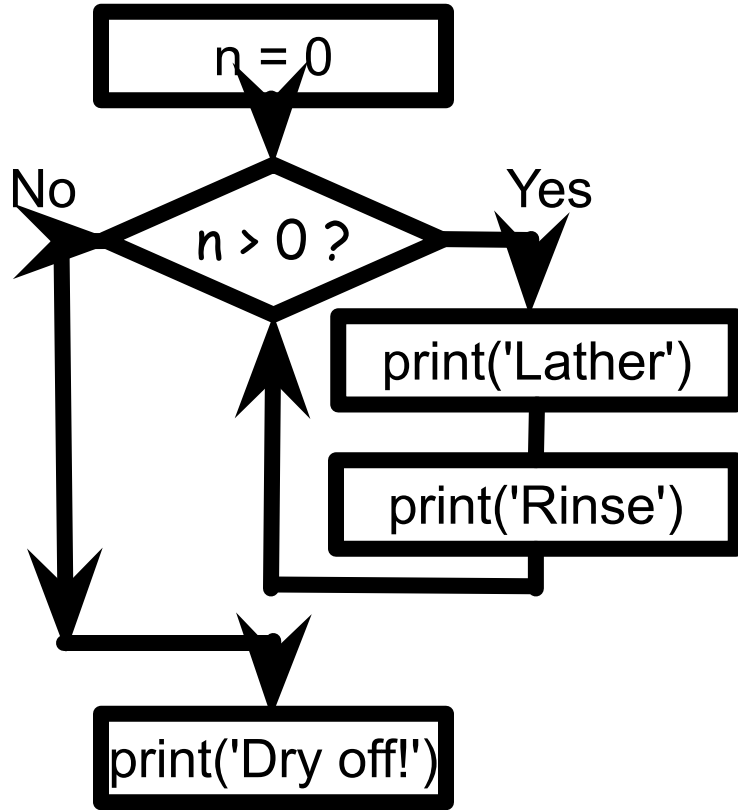 n = 0
No
Yes
n > 0 ?
print('Lather')
print('Rinse')
print('Dry off!')